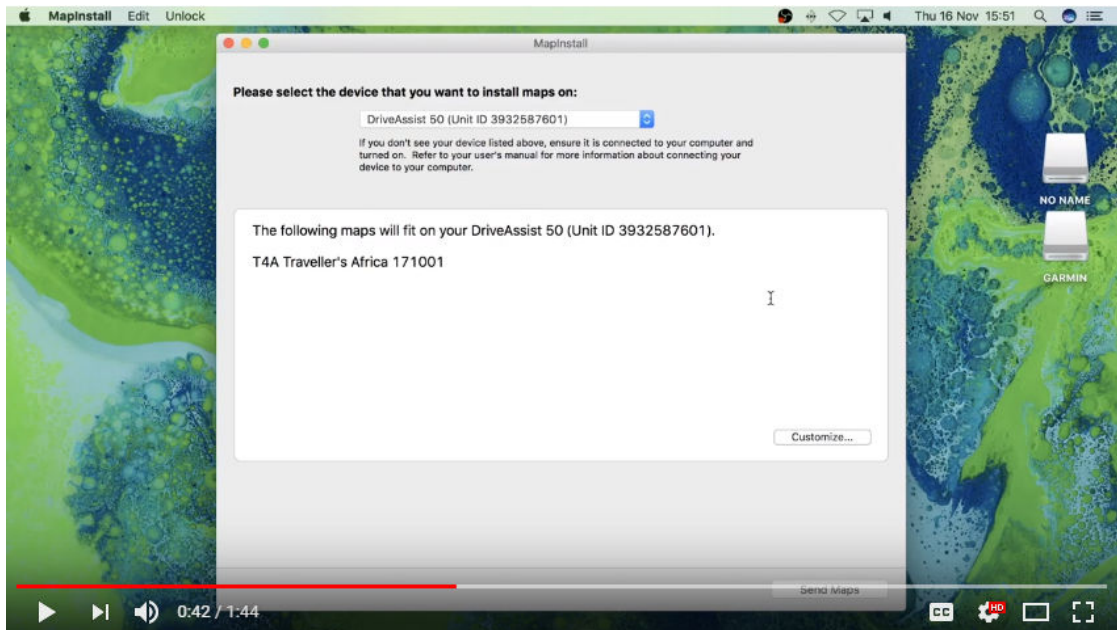 MapInstall Edit Unlock
Thu 16 Nov 15:51
MapInstall
Please select the device that you want to install maps on:
DriveAssist 50 (Unit ID 3932587601)
If you don't see your device listed above, ensure it is connected to your computer and
turned on. Refer to your user's manual for more information about connecting your
device to your computer.
NO NAME
The following maps will fit on your DriveAssist 50 (Unit ID 3932587601).
T4A Traveller's Africa 171001
GARMIN
Customize...
Send Maps
0:42 / 1:44
CC
HD